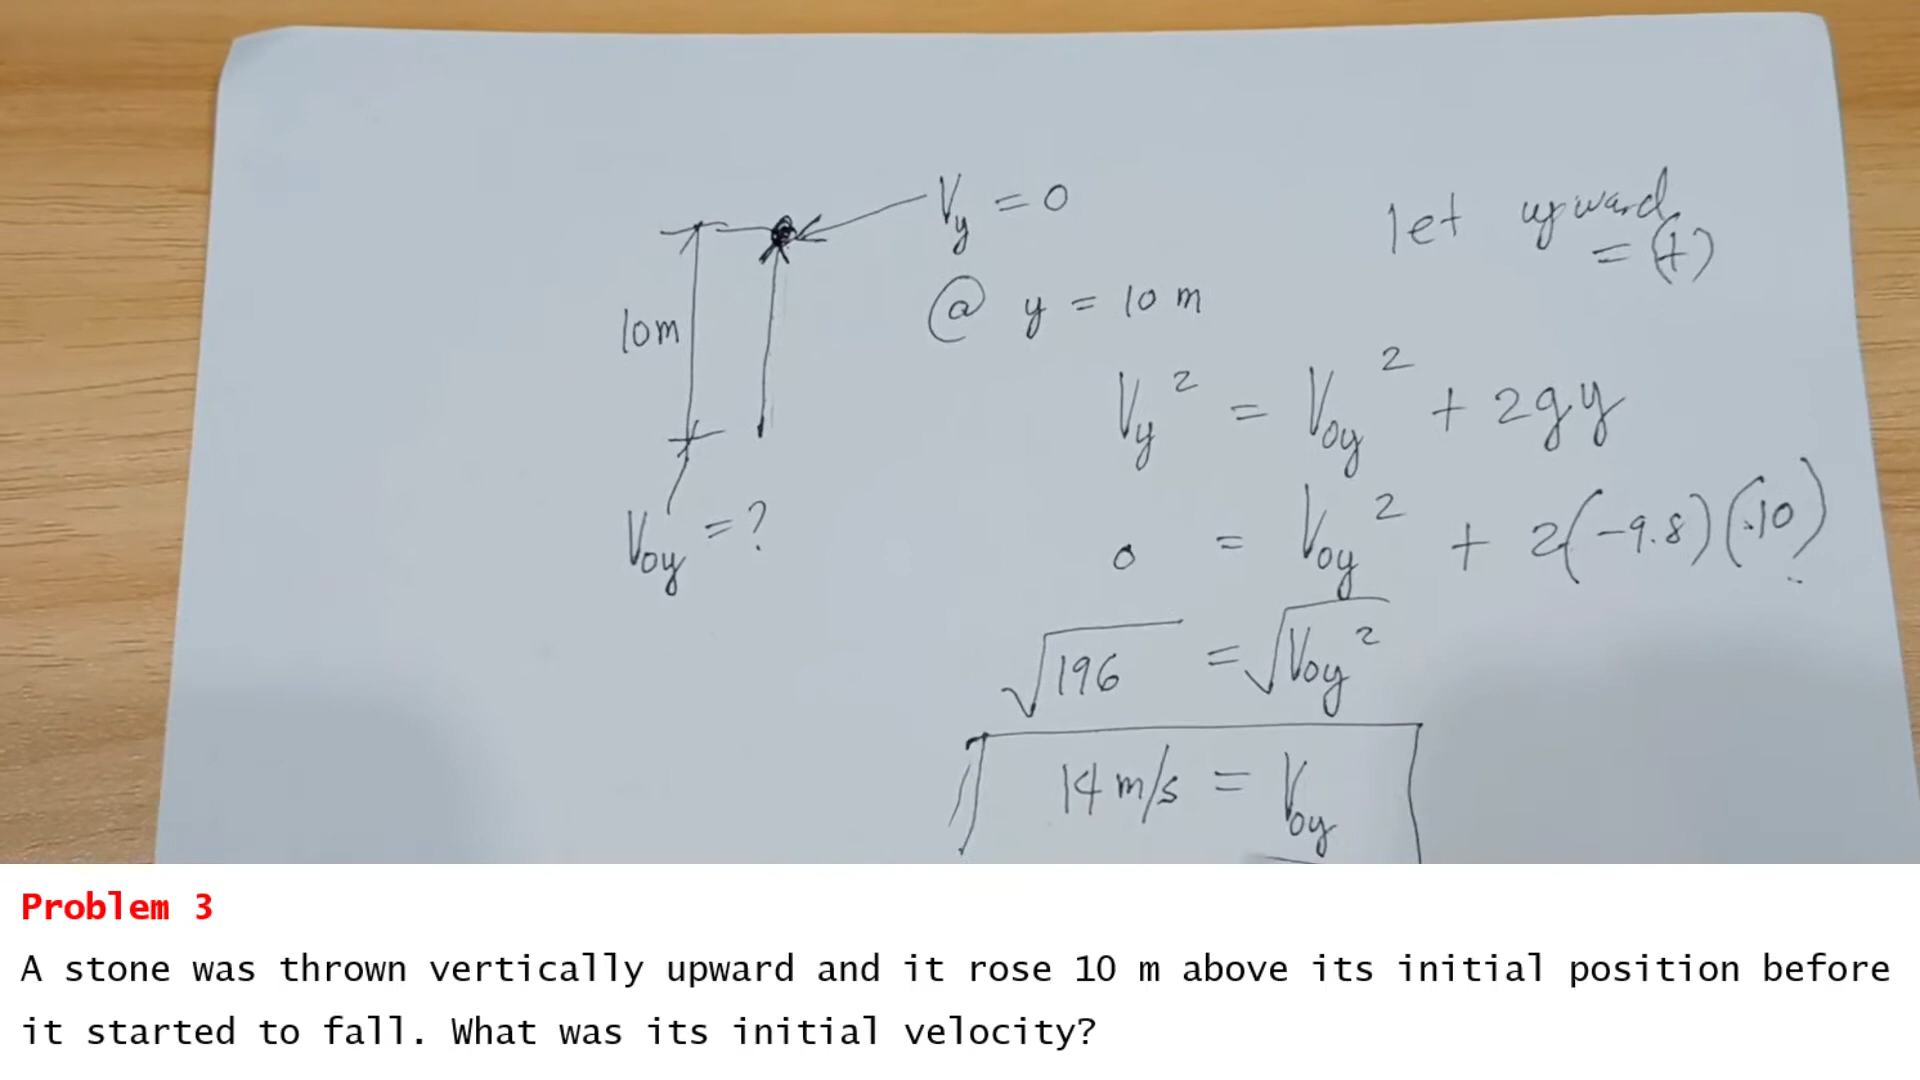 Vy = 0
let upward
= (+)
@ y = 10 m
10m
Vy² = Voy² + 2gy
Voy = ?
0 = Voy² + 2(-9.8)(10)
√196 = √Voy²
14 m/s = Voy
Problem 3
A stone was thrown vertically upward and it rose 10 m above its initial position before
it started to fall. What was its initial velocity?